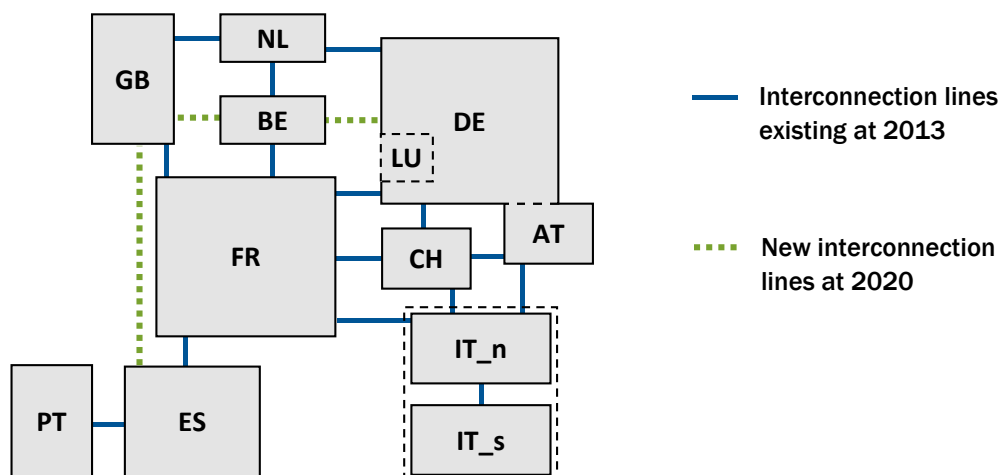 NL
GB
BE
DE
LU
FR
CH
AT
IT_n
PT
ES
IT_s
Interconnection lines
existing at 2013
New interconnection
lines at 2020